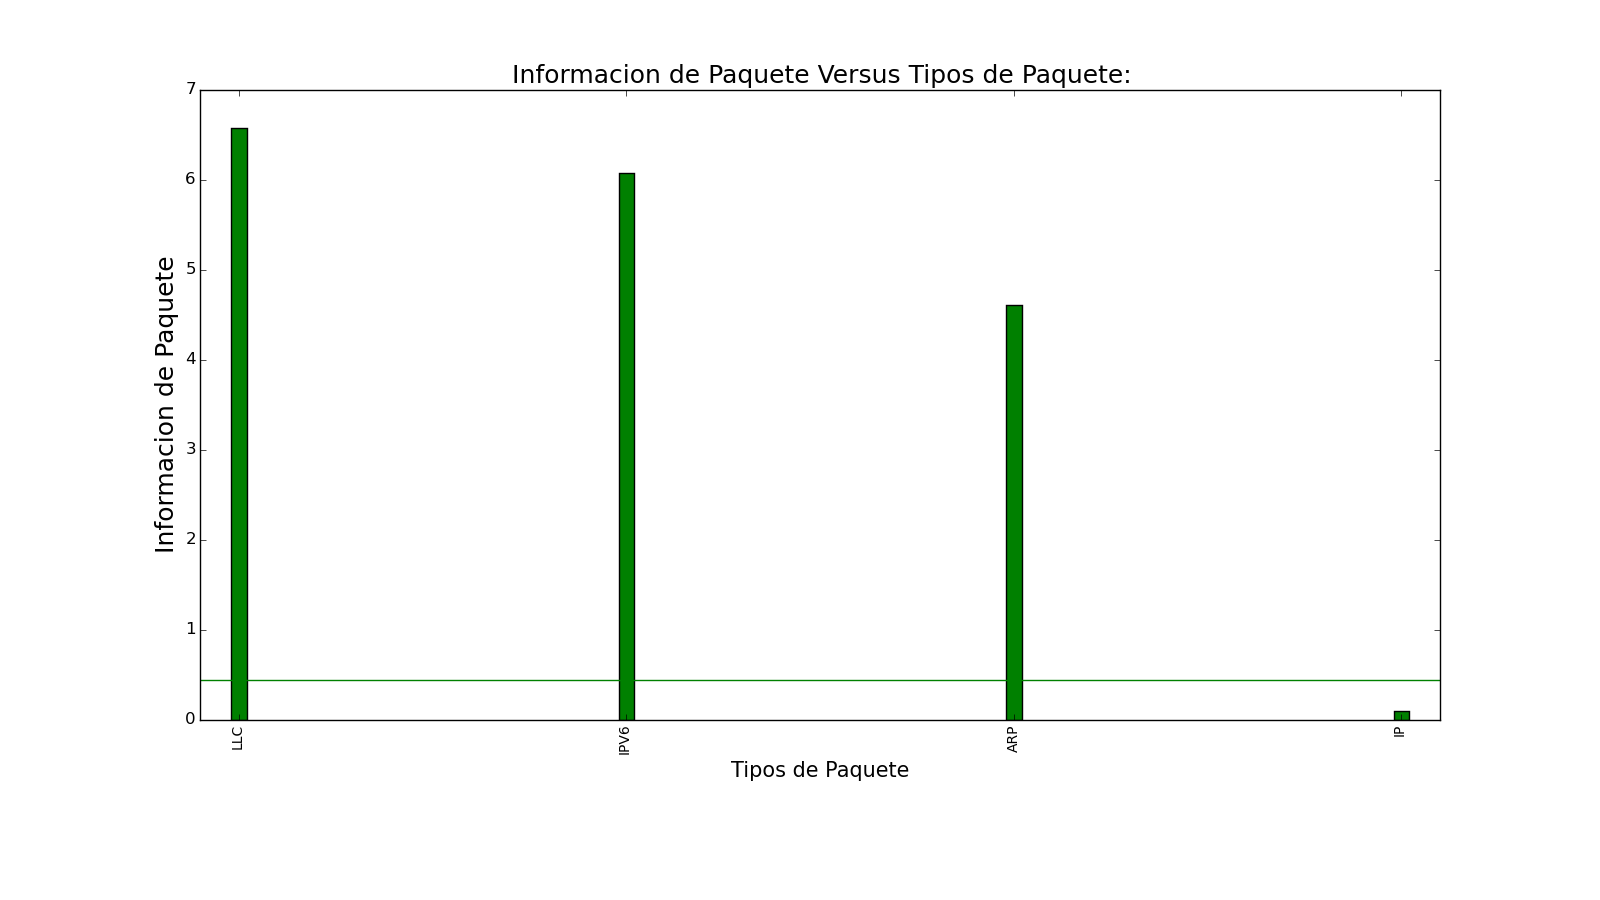 Informacion de Paquete Versus Tipos de Paquete:
7
6
5
4
3
2
1
0
Informacion de Paquete
LLC
IPV6
ARP
IP
Tipos de Paquete